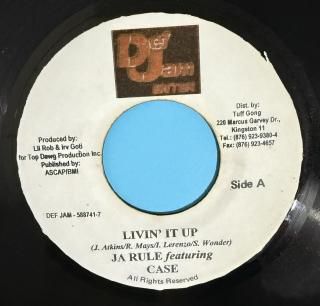 Def
Jam
ENTER
Dist. by:
Tuff Gong
220 Marcus Garvey Dr.,
Kingston 11
Tel: (876) 923-9380-4
Fax: (876) 923-4657
Produced by:
Lil Rob & Irv Goti
for Top Dawg Production Inc.
Published by:
ASCAP/BMI
Side A
DEF JAM - 588741-7
LIVIN' IT UP
(J. Atkins/R. Mays/I. Lorenzo/S. Wonder)
JA RULE featuring
CASE
All Rights Reserved